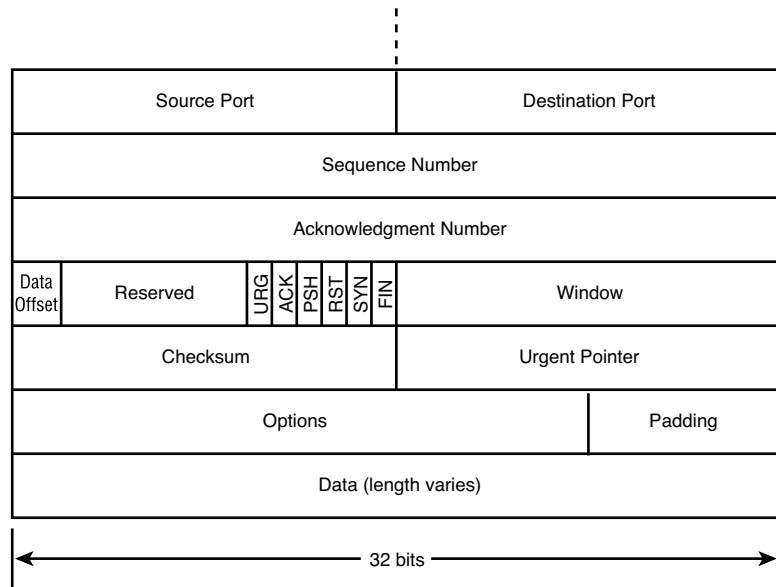 Source Port
Destination Port
Sequence Number
Acknowledgment Number
Data
Offset
Reserved
URG
ACK
PSH
RST
SYN
FIN
Window
Checksum
Urgent Pointer
Options
Padding
Data (length varies)
32 bits